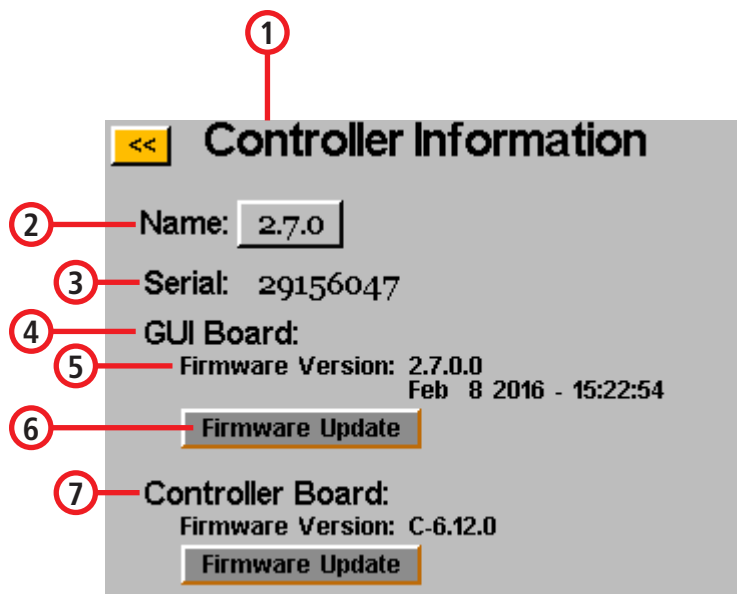 1
<< Controller Information
2 Name: 2.7.0
3 Serial: 29156047
4 GUI Board:
5 Firmware Version: 2.7.0.0
Feb 8 2016 - 15:22:54
6 Firmware Update
7 Controller Board:
Firmware Version: C-6.12.0
Firmware Update